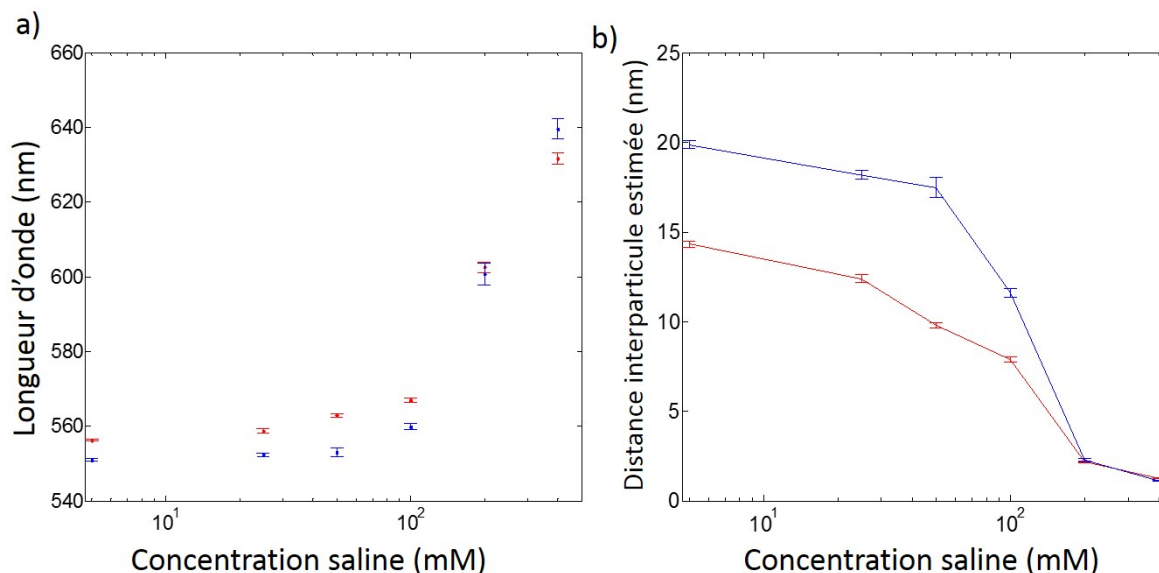 a)
660
640
620
600
580
560
540
10¹
10²
Longueur d'onde (nm)
Concentration saline (mM)
b)
25
20
15
10
5
0
10¹
10²
Distance interparticule estimée (nm)
Concentration saline (mM)